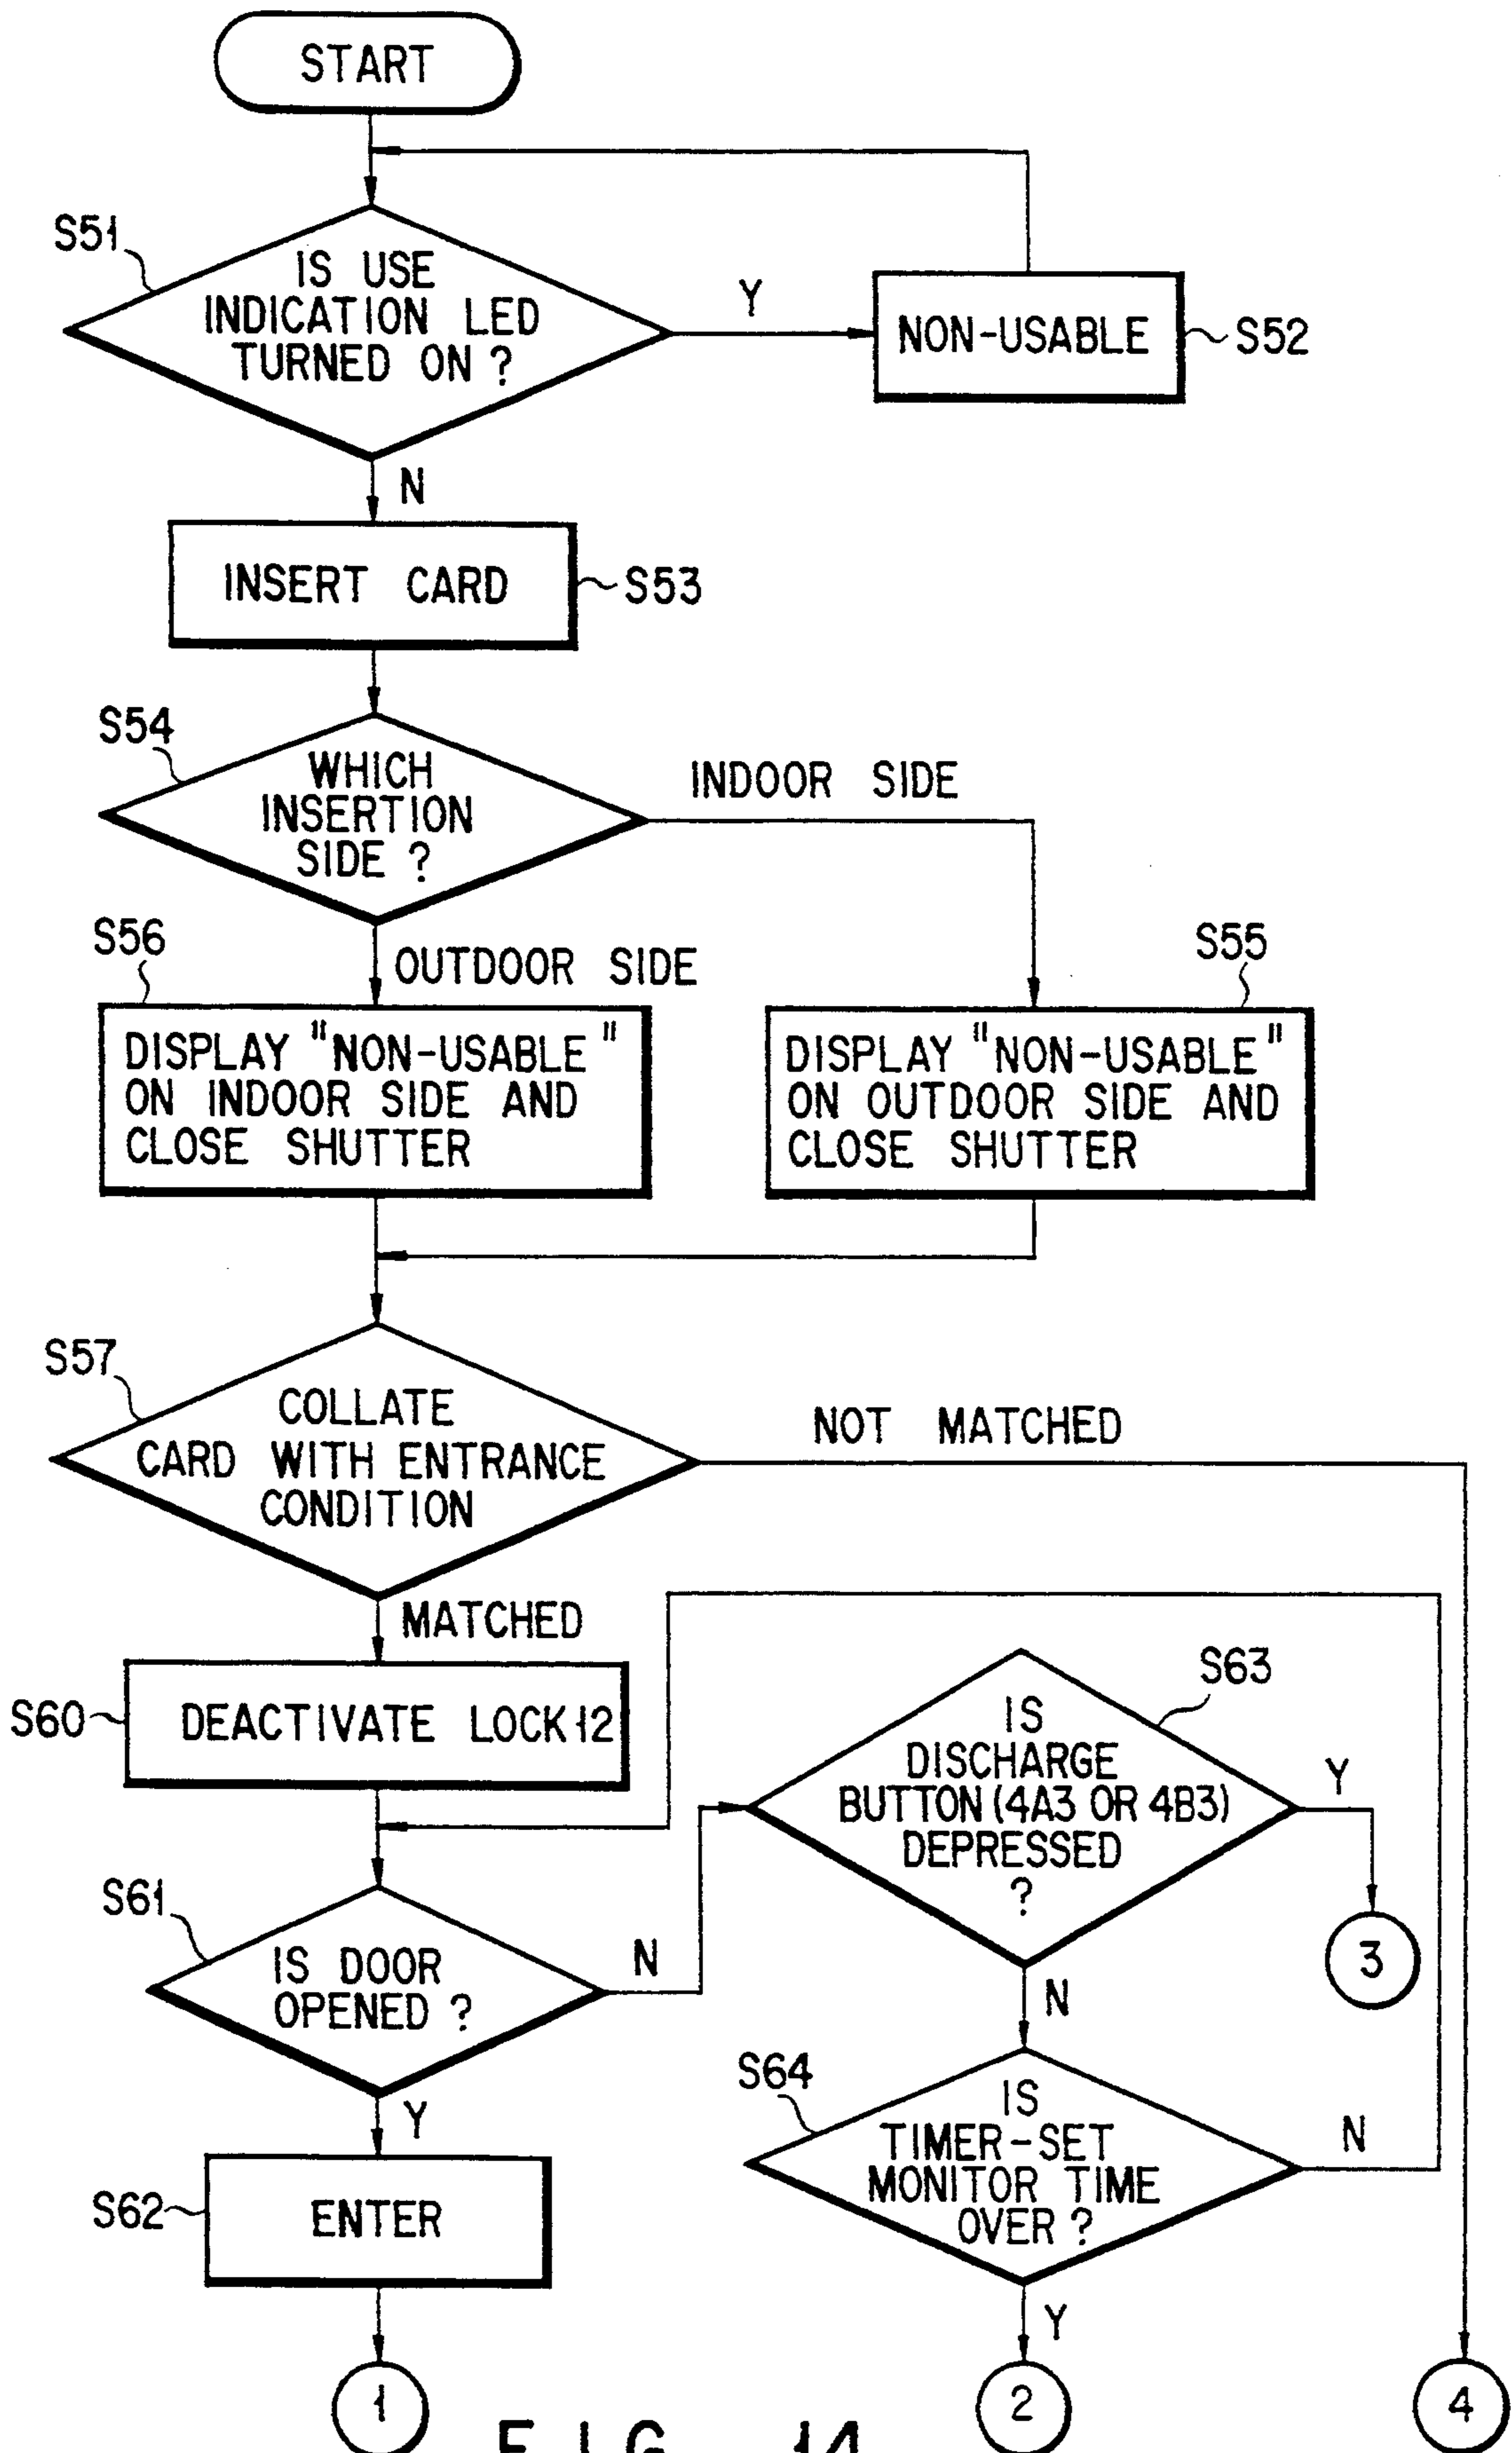 START
S51
IS USE
INDICATION LED
TURNED ON ?
Y
NON-USABLE
S52
N
INSERT CARD
S53
S54
WHICH
INSERTION
SIDE ?
INDOOR SIDE
OUTDOOR SIDE
S56
DISPLAY "NON-USABLE"
ON INDOOR SIDE AND
CLOSE SHUTTER
S55
DISPLAY "NON-USABLE"
ON OUTDOOR SIDE AND
CLOSE SHUTTER
S57
COLLATE
CARD WITH ENTRANCE
CONDITION
NOT MATCHED
MATCHED
S60
DEACTIVATE LOCK 12
S63
IS
DISCHARGE
BUTTON (4A3 OR 4B3)
DEPRESSED
?
Y
3
S61
IS DOOR
OPENED ?
N
N
S64
IS
TIMER-SET
MONITOR TIME
OVER ?
N
Y
S62
ENTER
Y
1
2
4
FIG. 14